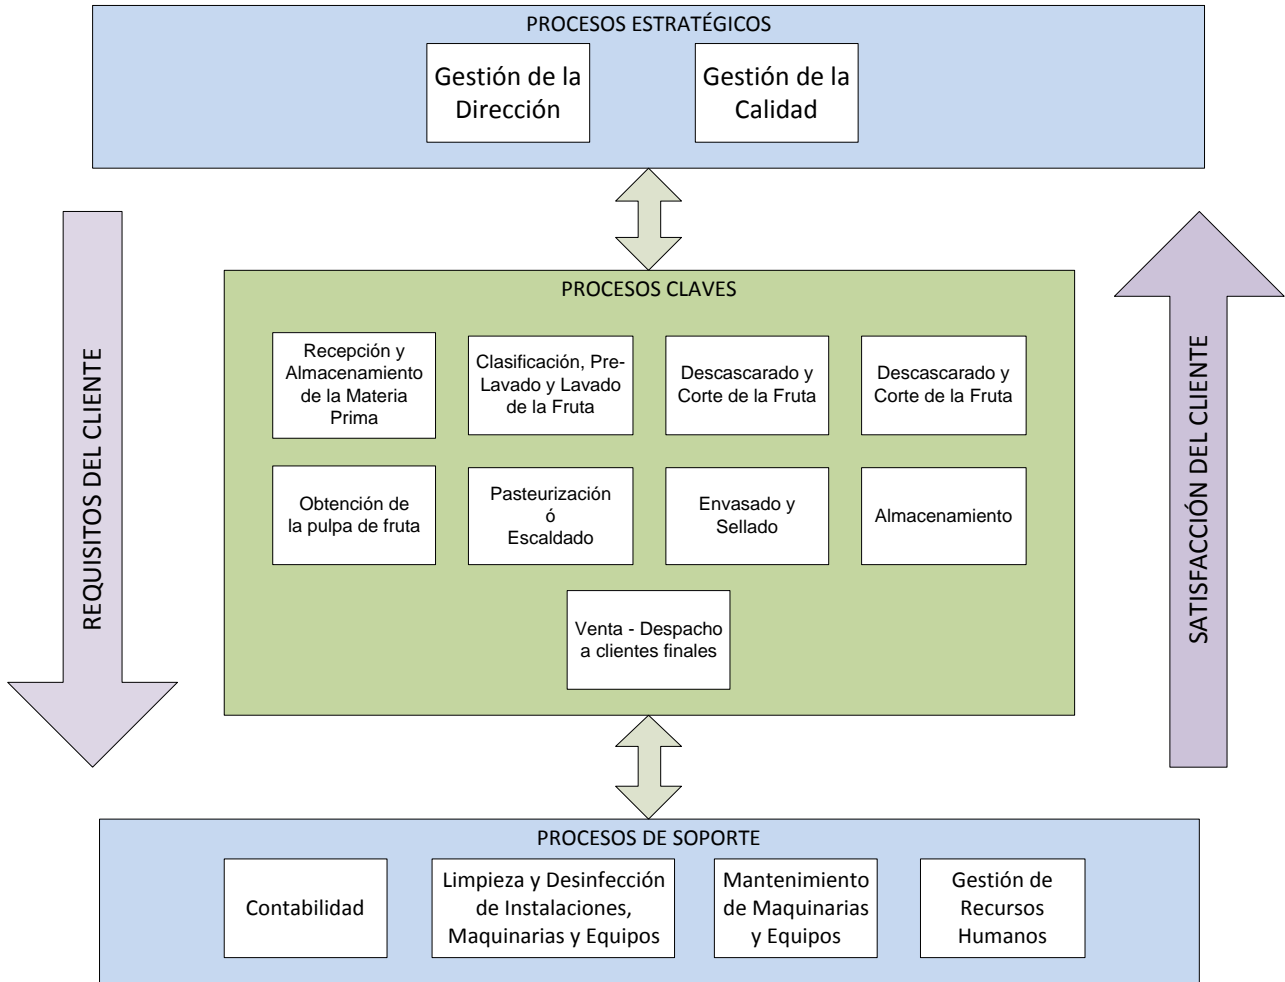 PROCESOS ESTRATÉGICOS
Gestión de la
Dirección
Gestión de la
Calidad
REQUISITOS DEL CLIENTE
PROCESOS CLAVES
Recepción y
Almacenamiento
de la Materia
Prima
Clasificación, Pre-
Lavado y Lavado
de la Fruta
Descascarado y
Corte de la Fruta
Descascarado y
Corte de la Fruta
Obtención de
la pulpa de fruta
Pasteurización
ó
Escaldado
Envasado y
Sellado
Almacenamiento
Venta - Despacho
a clientes finales
SATISFACCIÓN DEL CLIENTE
PROCESOS DE SOPORTE
Contabilidad
Limpieza y Desinfección
de Instalaciones,
Maquinarias y Equipos
Mantenimiento
de Maquinarias
y Equipos
Gestión de
Recursos
Humanos